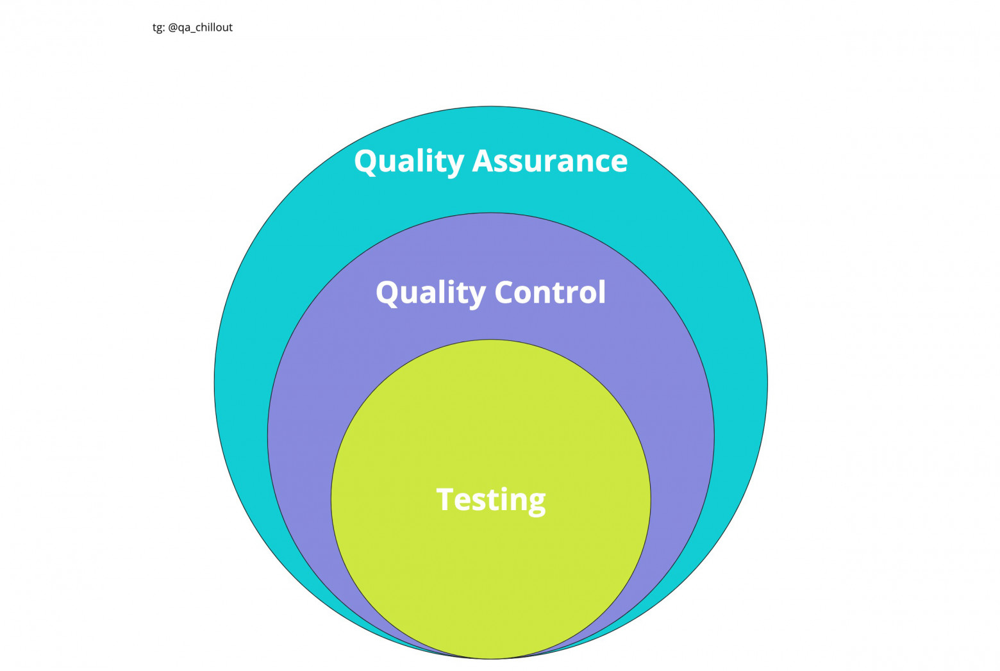 tg: @qa_chillout
Quality Assurance
Quality Control
Testing